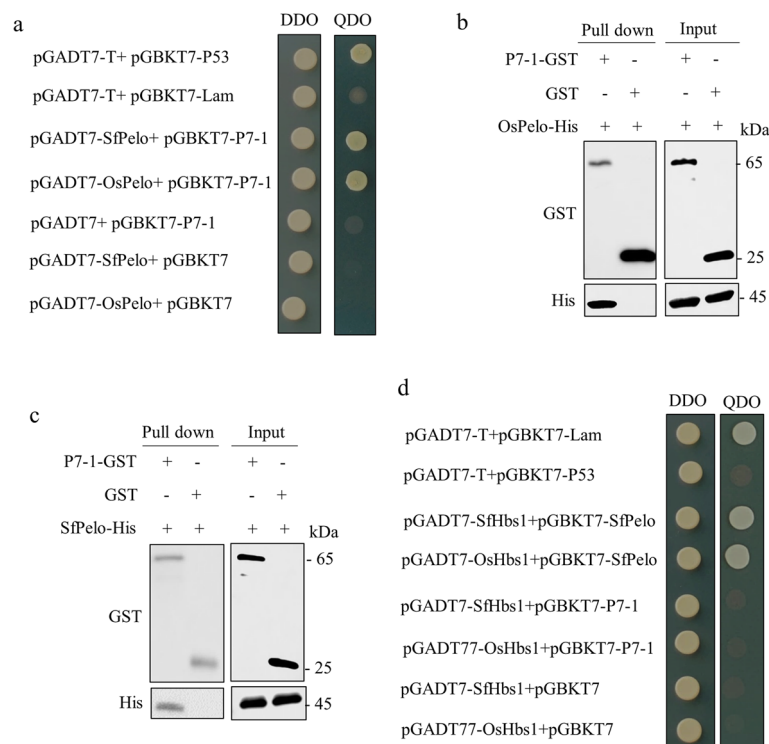 a
DDO QDO
pGADT7-T+ pGBKT7-P53
pGADT7-T+ pGBKT7-Lam
pGADT7-SfPelo+ pGBKT7-P7-1
pGADT7-OsPelo+ pGBKT7-P7-1
pGADT7+ pGBKT7-P7-1
pGADT7-SfPelo+ pGBKT7
pGADT7-OsPelo+ pGBKT7
b
Pull down Input
P7-1-GST + - + -
GST - + - +
OsPelo-His + + + + kDa
GST - 65
- 25
His - 45
c
Pull down Input
P7-1-GST + - + -
GST - + - +
SfPelo-His + + + + kDa
GST - 65
- 25
His - 45
d
DDO QDO
pGADT7-T+pGBKT7-Lam
pGADT7-T+pGBKT7-P53
pGADT7-SfHbs1+pGBKT7-SfPelo
pGADT7-OsHbs1+pGBKT7-SfPelo
pGADT7-SfHbs1+pGBKT7-P7-1
pGADT77-OsHbs1+pGBKT7-P7-1
pGADT7-SfHbs1+pGBKT7
pGADT77-OsHbs1+pGBKT7